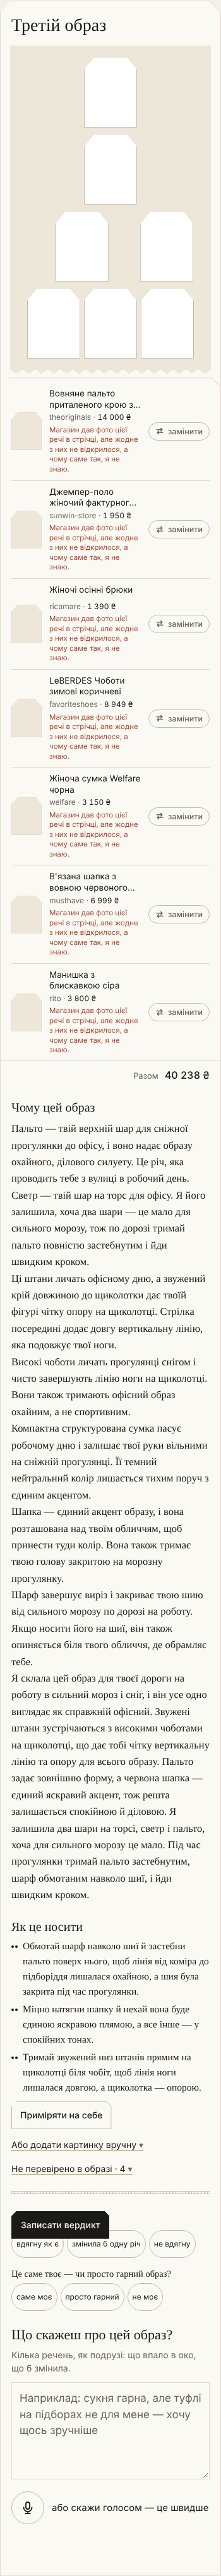 Третій образ
Вовняне пальто
приталеного крою з…
theoriginals · 14 000 ₴
Магазин дав фото цієї
речі в стрічці, але жодне
з них не відкрилося, а
чому саме так, я не
знаю.
замінити
Джемпер-поло
жіночий фактурног…
sunwin-store · 1 950 ₴
Магазин дав фото цієї
речі в стрічці, але жодне
з них не відкрилося, а
чому саме так, я не
знаю.
замінити
Жіночі осінні брюки
ricamare · 1 390 ₴
Магазин дав фото цієї
речі в стрічці, але жодне
з них не відкрилося, а
чому саме так, я не
знаю.
замінити
LeBERDES Чоботи
зимові коричневі
favoriteshoes · 8 949 ₴
Магазин дав фото цієї
речі в стрічці, але жодне
з них не відкрилося, а
чому саме так, я не
знаю.
замінити
Жіноча сумка Welfare
чорна
welfare · 3 150 ₴
Магазин дав фото цієї
речі в стрічці, але жодне
з них не відкрилося, а
чому саме так, я не
знаю.
замінити
В'язана шапка з
вовною червоного…
musthave · 6 999 ₴
Магазин дав фото цієї
речі в стрічці, але жодне
з них не відкрилося, а
чому саме так, я не
знаю.
замінити
Манишка з
блискавкою сіра
rito · 3 800 ₴
Магазин дав фото цієї
речі в стрічці, але жодне
з них не відкрилося, а
чому саме так, я не
знаю.
замінити
Разом 40 238 ₴
Чому цей образ
Пальто — твій верхній шар для сніжної
прогулянки до офісу, і воно надає образу
охайного, ділового силуету. Це річ, яка
проводить тебе з вулиці в робочий день.
Светр — твій шар на торс для офісу. Я його
залишила, хоча два шари — це мало для
сильного морозу, тож по дорозі тримай
пальто повністю застебнутим і йди
швидким кроком.
Ці штани личать офісному дню, а звужений
крій довжиною до щиколотки дає твоїй
фігурі чітку опору на щиколотці. Стрілка
посередині додає довгу вертикальну лінію,
яка подовжує твої ноги.
Високі чоботи личать прогулянці снігом і
чисто завершують лінію ноги на щиколотці.
Вони також тримають офісний образ
охайним, а не спортивним.
Компактна структурована сумка пасує
робочому дню і залишає твої руки вільними
на сніжній прогулянці. Її темний
нейтральний колір лишається тихим поруч з
єдиним акцентом.
Шапка — єдиний акцент образу, і вона
розташована над твоїм обличчям, щоб
принести туди колір. Вона також тримає
твою голову закритою на морозну
прогулянку.
Шарф завершує виріз і закриває твою шию
від сильного морозу по дорозі на роботу.
Якщо носити його на шиї, він також
опиняється біля твого обличчя, де обрамляє
тебе.
Я склала цей образ для твоєї дороги на
роботу в сильний мороз і сніг, і він усе одно
виглядає як справжній офісний. Звужені
штани зустрічаються з високими чоботами
на щиколотці, що дає тобі чітку вертикальну
лінію та опору для всього образу. Пальто
задає зовнішню форму, а червона шапка —
єдиний яскравий акцент, тож решта
залишається спокійною й діловою. Я
залишила два шари на торсі, светр і пальто,
хоча для сильного морозу це мало. Під час
прогулянки тримай пальто застебнутим,
шарф обмотаним навколо шиї, і йди
швидким кроком.
Як це носити
•• Обмотай шарф навколо шиї й застебни
пальто поверх нього, щоб лінія від коміра до
підборіддя лишалася охайною, а шия була
закрита під час прогулянки.
•• Міцно натягни шапку й нехай вона буде
єдиною яскравою плямою, а все інше — у
спокійних тонах.
•• Тримай звужений низ штанів прямим на
щиколотці біля чобіт, щоб лінія ноги
лишалася довгою, а щиколотка — опорою.
Приміряти на себе
Або додати картинку вручну ▾
Не перевірено в образі · 4 ▾
Записати вердикт
вдягну як є
змінила б одну річ
не вдягну
Це саме твоє — чи просто гарний образ?
саме моє
просто гарний
не моє
Що скажеш про цей образ?
Кілька речень, як подрузі: що впало в око,
що б змінила.
Наприклад: сукня гарна, але туфлі
на підборах не для мене — хочу
щось зручніше
або скажи голосом — це швидше